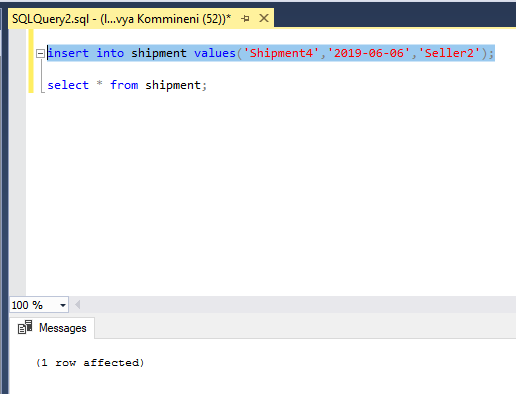 SQLQuery2.sql - (l...vya Kommineni (52))*
insert into shipment values('Shipment4','2019-06-06','Seller2');
select * from shipment;
100 %
Messages
(1 row affected)